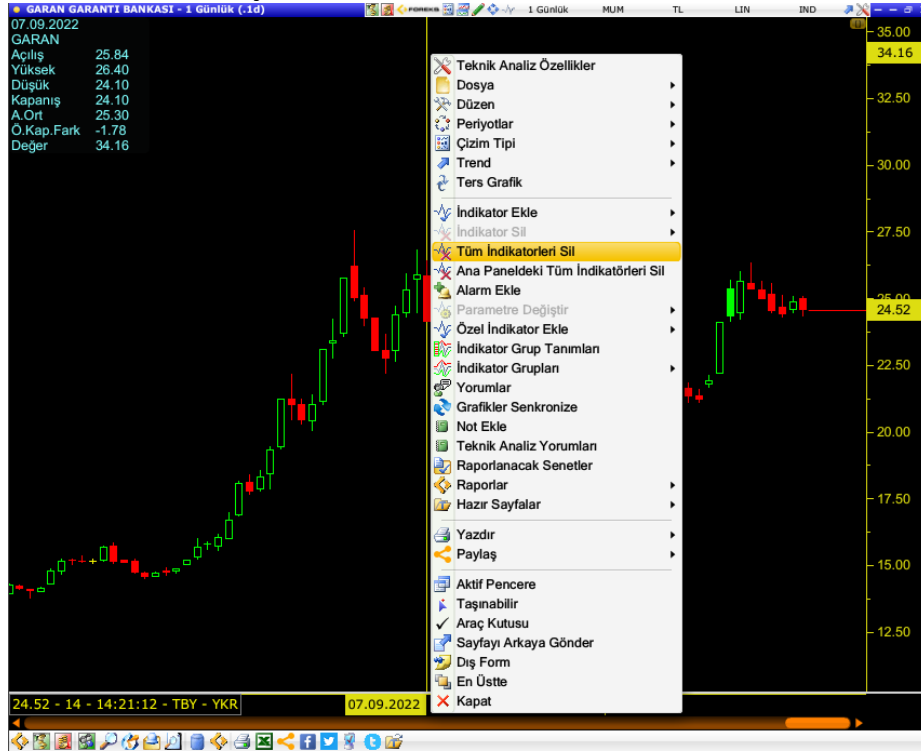 GARAN GARANTI BANKASI - 1 Günlük (.1d)
FOREKS
1 Günlük MUM TL LIN IND
07.09.2022
GARAN
Açılış 25.84
Yüksek 26.40
Düşük 24.10
Kapanış 24.10
A.Ort 25.30
Ö.Kap.Fark -1.78
Değer 34.16
Teknik Analiz Özellikler
Dosya
Düzen
Periyotlar
Çizim Tipi
Trend
Ters Grafik
İndikator Ekle
İndikator Sil
Tüm İndikatorleri Sil
Ana Paneldeki Tüm İndikatörleri Sil
Alarm Ekle
Parametre Değiştir
Özel İndikator Ekle
İndikator Grup Tanımları
İndikator Grupları
Yorumlar
Grafikler Senkronize
Not Ekle
Teknik Analiz Yorumları
Raporlanacak Senetler
Raporlar
Hazır Sayfalar
Yazdır
Paylaş
Aktif Pencere
Taşınabilir
Araç Kutusu
Sayfayı Arkaya Gönder
Dış Form
En Üstte
Kapat
35.00
34.16
32.50
30.00
27.50
25.00
24.52
22.50
20.00
17.50
15.00
12.50
24.52 - 14 - 14:21:12 - TBY - YKR
07.09.2022